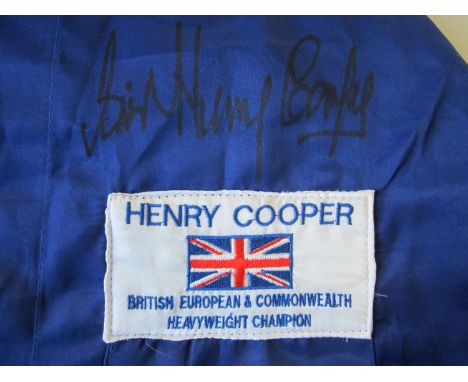 Sir Henry Cooper
HENRY COOPER
BRITISH EUROPEAN & COMMONWEALTH
HEAVYWEIGHT CHAMPION